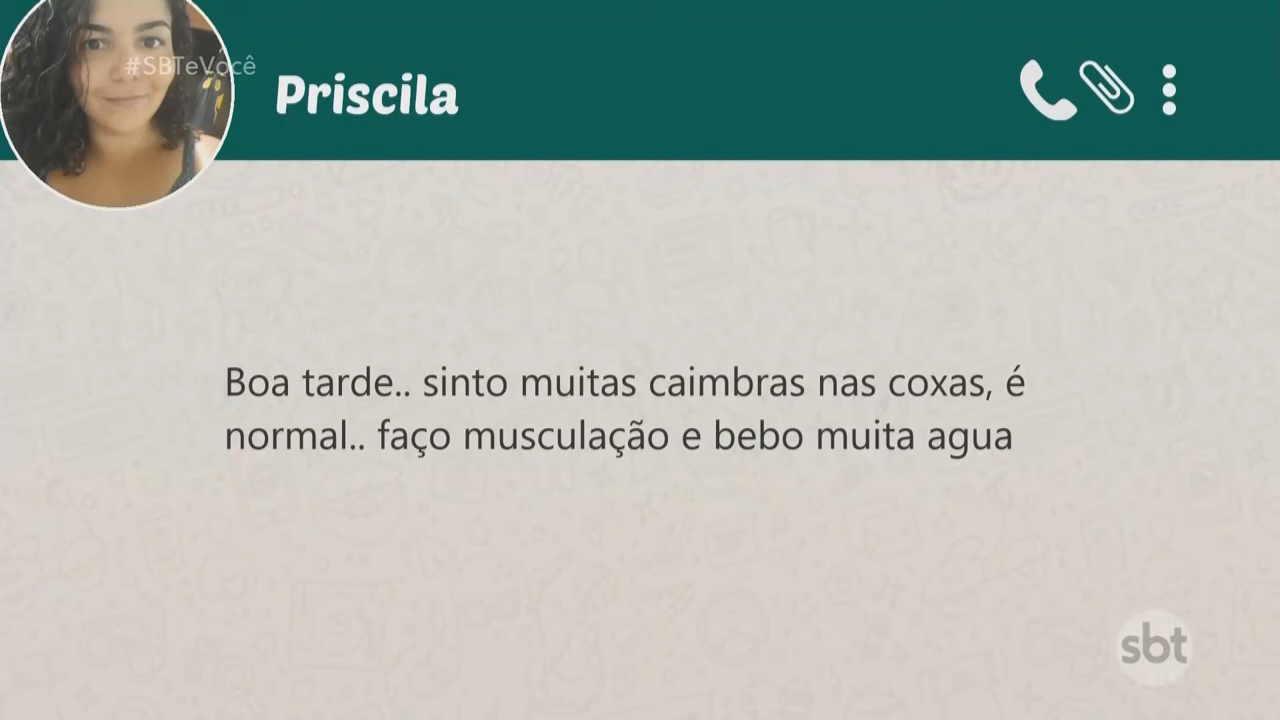 #SBTeVocê
Priscila
Boa tarde.. sinto muitas caimbras nas coxas, é
normal.. faço musculação e bebo muita agua
sbt